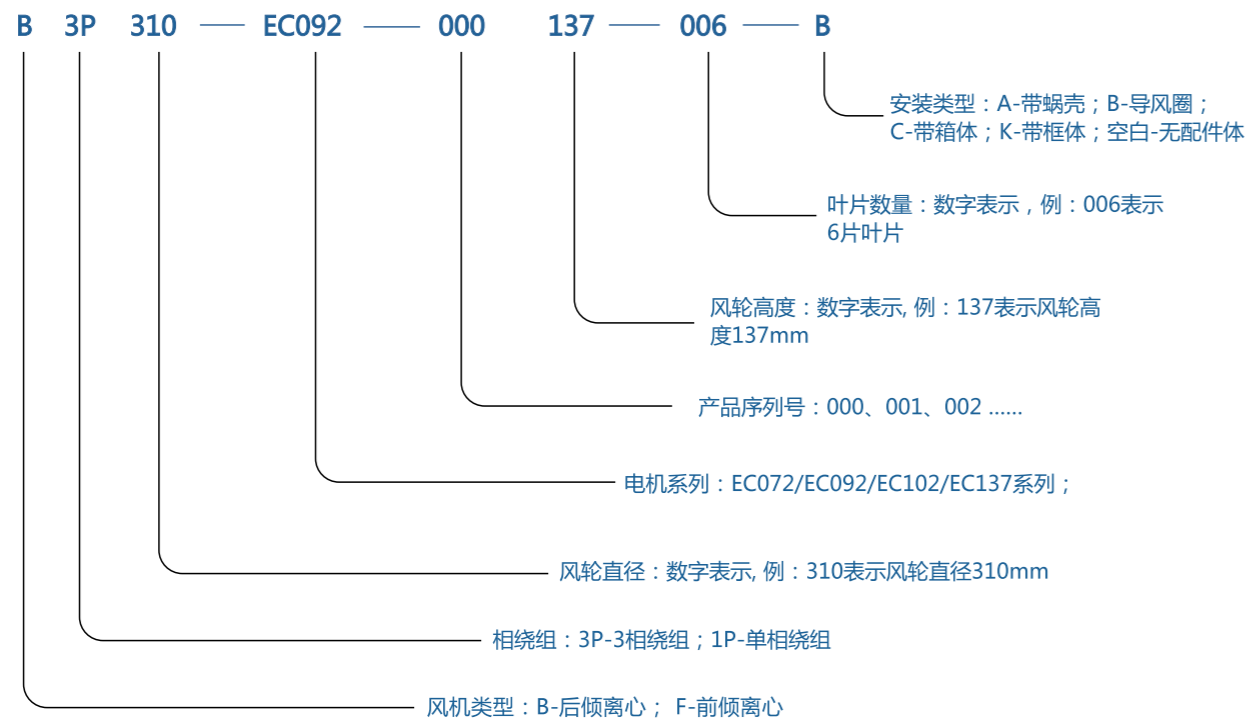 B 3P 310 — EC092 — 000 137 — 006 — B
安装类型：A-带蜗壳；B-导风圈；
C-带箱体；K-带框体；空白-无配件体
叶片数量：数字表示，例：006表示
6片叶片
风轮高度：数字表示, 例：137表示风轮高
度137mm
产品序列号：000、001、002 ......
电机系列：EC072/EC092/EC102/EC137系列；
风轮直径：数字表示, 例：310表示风轮直径310mm
相绕组：3P-3相绕组；1P-单相绕组
风机类型：B-后倾离心； F-前倾离心